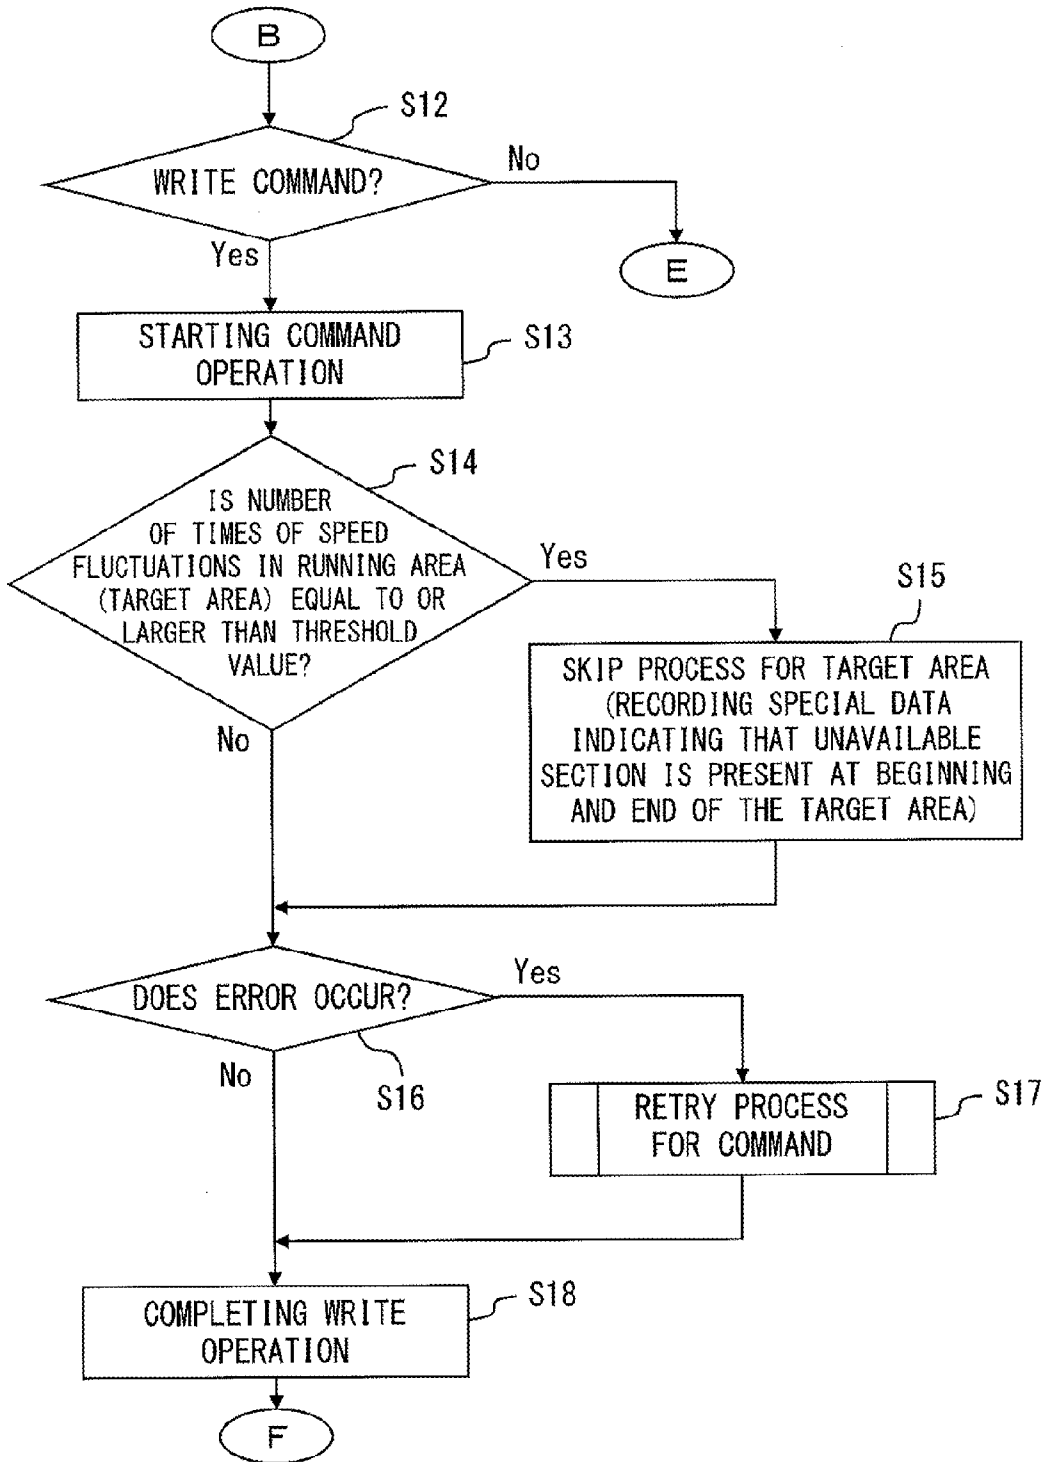 B
S12
WRITE COMMAND?
No
Yes
E
STARTING COMMAND
OPERATION
S13
S14
IS NUMBER
OF TIMES OF SPEED
FLUCTUATIONS IN RUNNING AREA
(TARGET AREA) EQUAL TO OR
LARGER THAN THRESHOLD
VALUE?
Yes
No
S15
SKIP PROCESS FOR TARGET AREA
(RECORDING SPECIAL DATA
INDICATING THAT UNAVAILABLE
SECTION IS PRESENT AT BEGINNING
AND END OF THE TARGET AREA)
DOES ERROR OCCUR?
Yes
No
S16
RETRY PROCESS
FOR COMMAND
S17
COMPLETING WRITE
OPERATION
S18
F